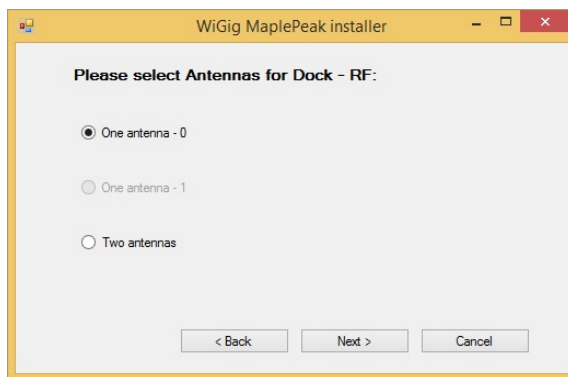 WiGig MaplePeak installer
Please select Antennas for Dock - RF:
One antenna - 0
One antenna - 1
Two antennas
< Back Next > Cancel